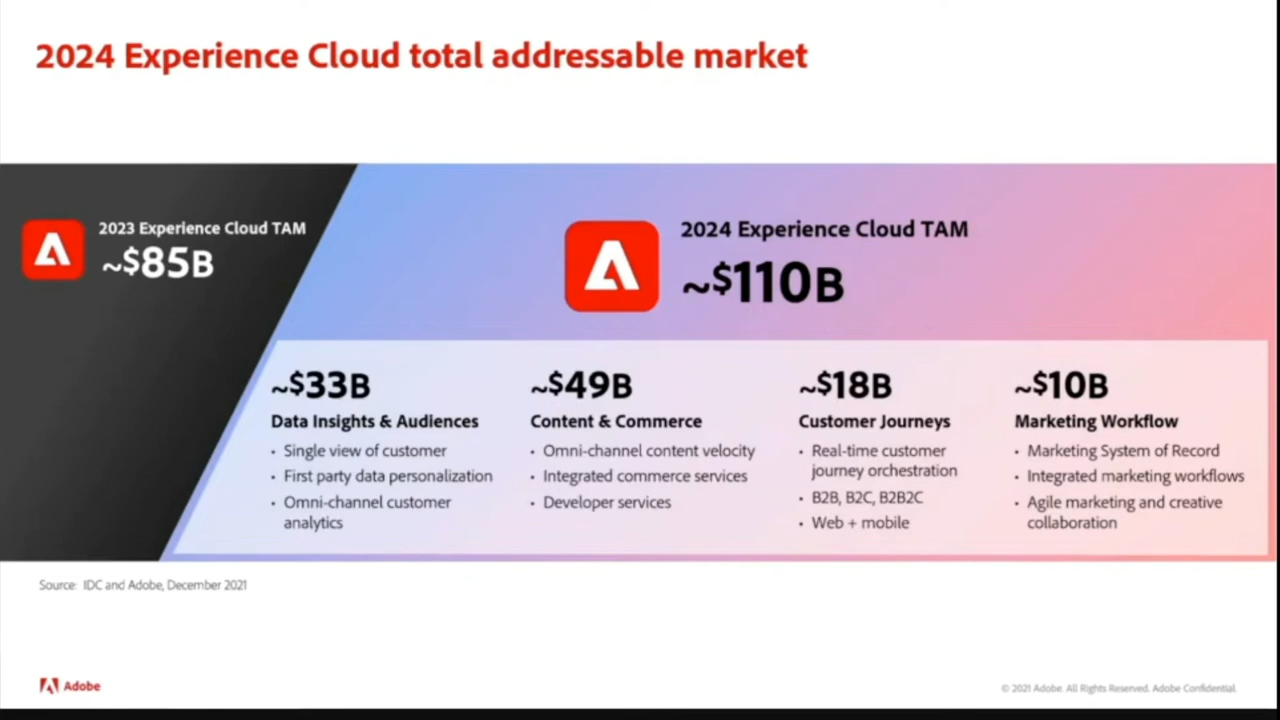 2024 Experience Cloud total addressable market
2023 Experience Cloud TAM
~$85B
2024 Experience Cloud TAM
~$110B
~$33B
Data Insights & Audiences
• Single view of customer
• First party data personalization
• Omni-channel customer
analytics
~$49B
Content & Commerce
• Omni-channel content velocity
• Integrated commerce services
• Developer services
~$18B
Customer Journeys
• Real-time customer
journey orchestration
• B2B, B2C, B2B2C
• Web + mobile
~$10B
Marketing Workflow
• Marketing System of Record
• Integrated marketing workflows
• Agile marketing and creative
collaboration
Source: IDC and Adobe, December 2021
Adobe
© 2021 Adobe. All Rights Reserved. Adobe Confidential.